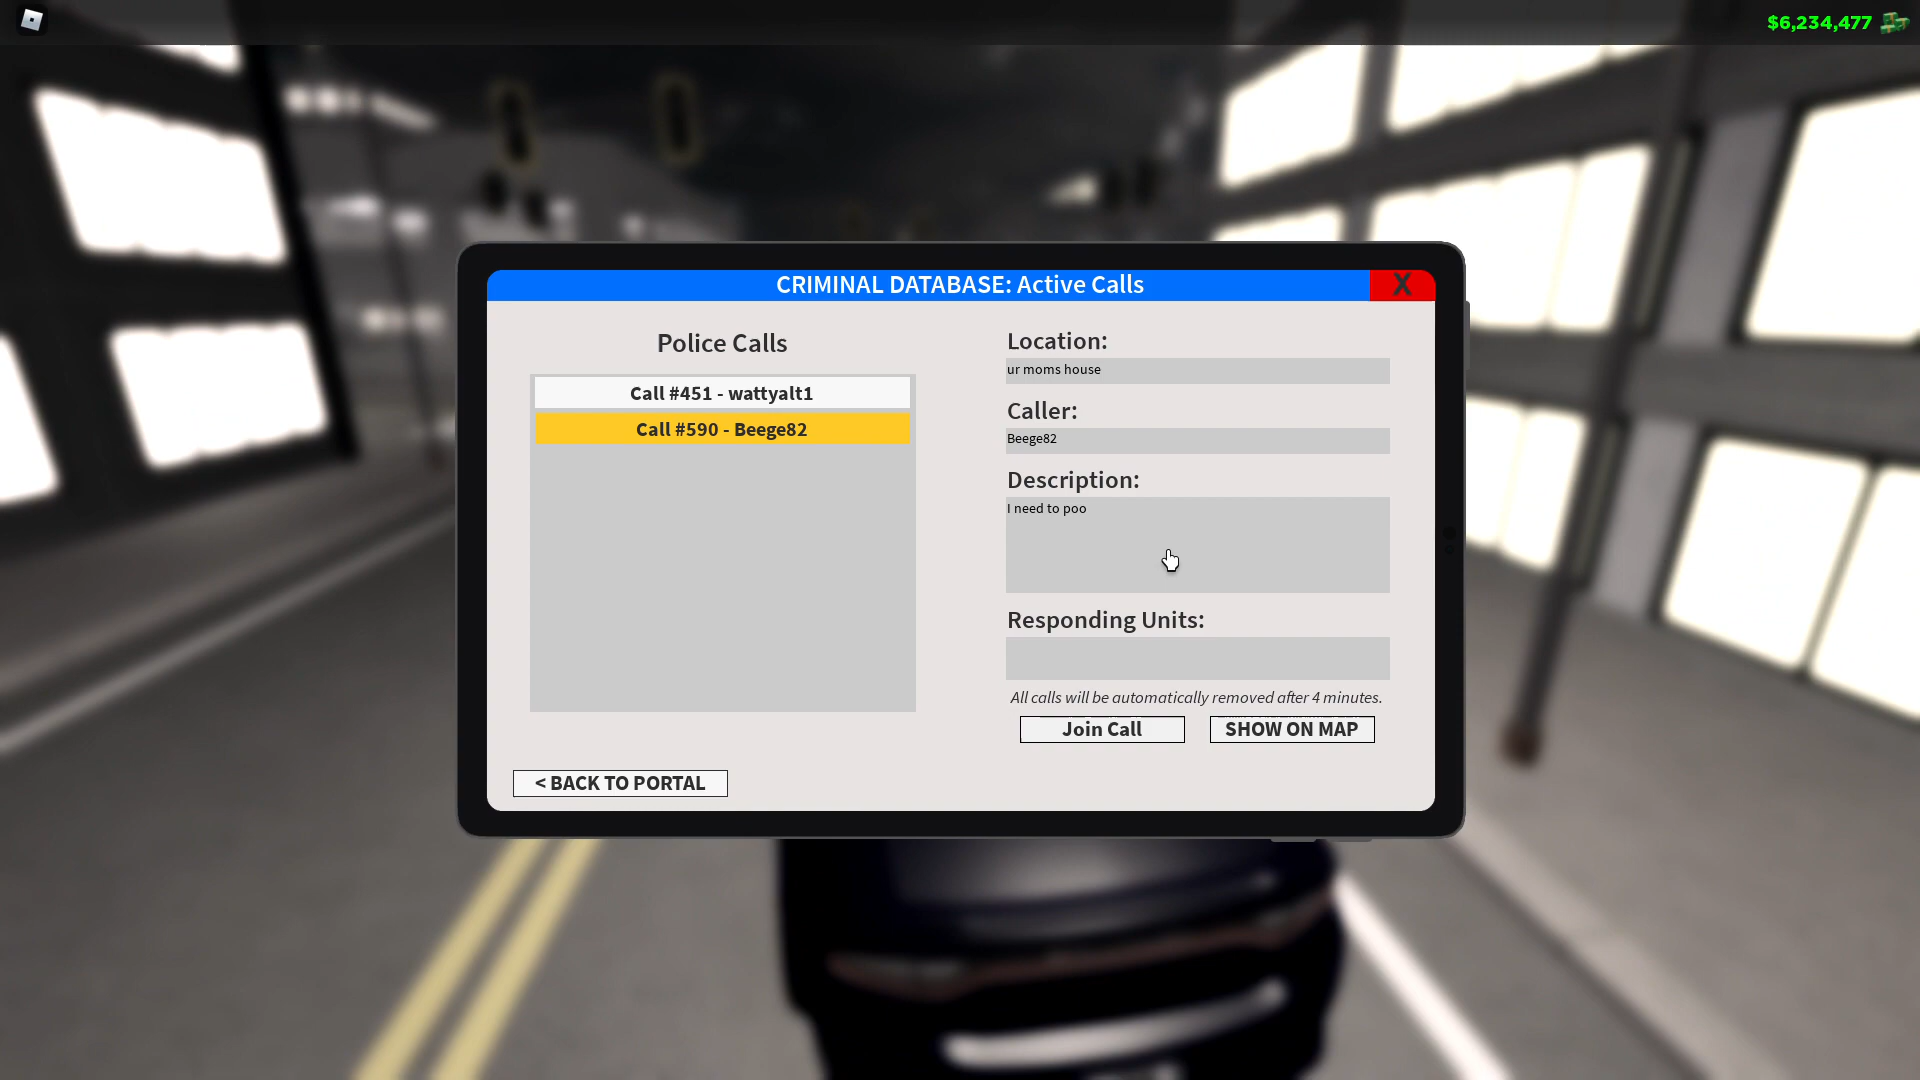 $6,234,477
CRIMINAL DATABASE: Active Calls
X
Police Calls
Call #451 - wattyalt1
Call #590 - Beege82
Location:
ur moms house
Caller:
Beege82
Description:
I need to poo
Responding Units:
All calls will be automatically removed after 4 minutes.
Join Call
SHOW ON MAP
< BACK TO PORTAL